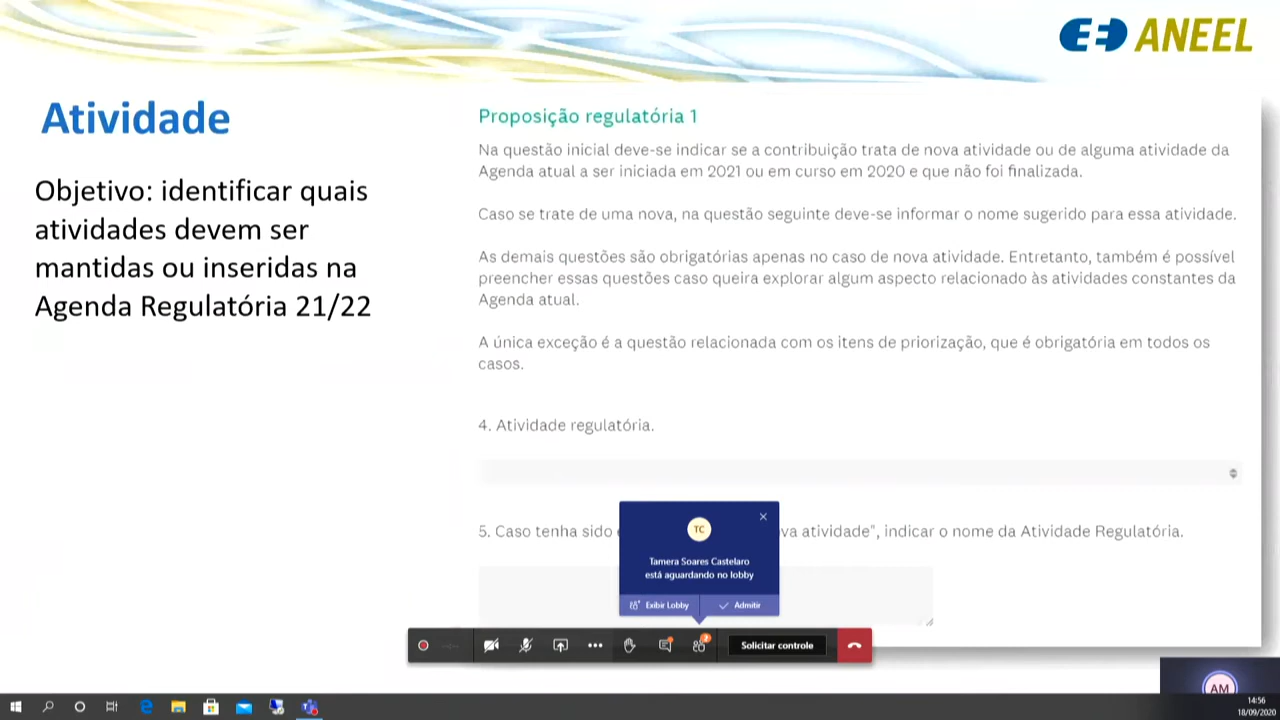 ANEEL
Atividade
Objetivo: identificar quais
atividades devem ser
mantidas ou inseridas na
Agenda Regulatória 21/22
Proposição regulatória 1
Na questão inicial deve-se indicar se a contribuição trata de nova atividade ou de alguma atividade da
Agenda atual a ser iniciada em 2021 ou em curso em 2020 e que não foi finalizada.
Caso se trate de uma nova, na questão seguinte deve-se informar o nome sugerido para essa atividade.
As demais questões são obrigatórias apenas no caso de nova atividade. Entretanto, também é possível
preencher essas questões caso queira explorar algum aspecto relacionado às atividades constantes da
Agenda atual.
A única exceção é a questão relacionada com os itens de priorização, que é obrigatória em todos os
casos.
4. Atividade regulatória.
5. Caso tenha sido va atividade", indicar o nome da Atividade Regulatória.
TC
Tamera Soares Castelaro
está aguardando no lobby
Exibir Lobby Admitir
2
Solicitar controle
AM
14:56
18/09/2020